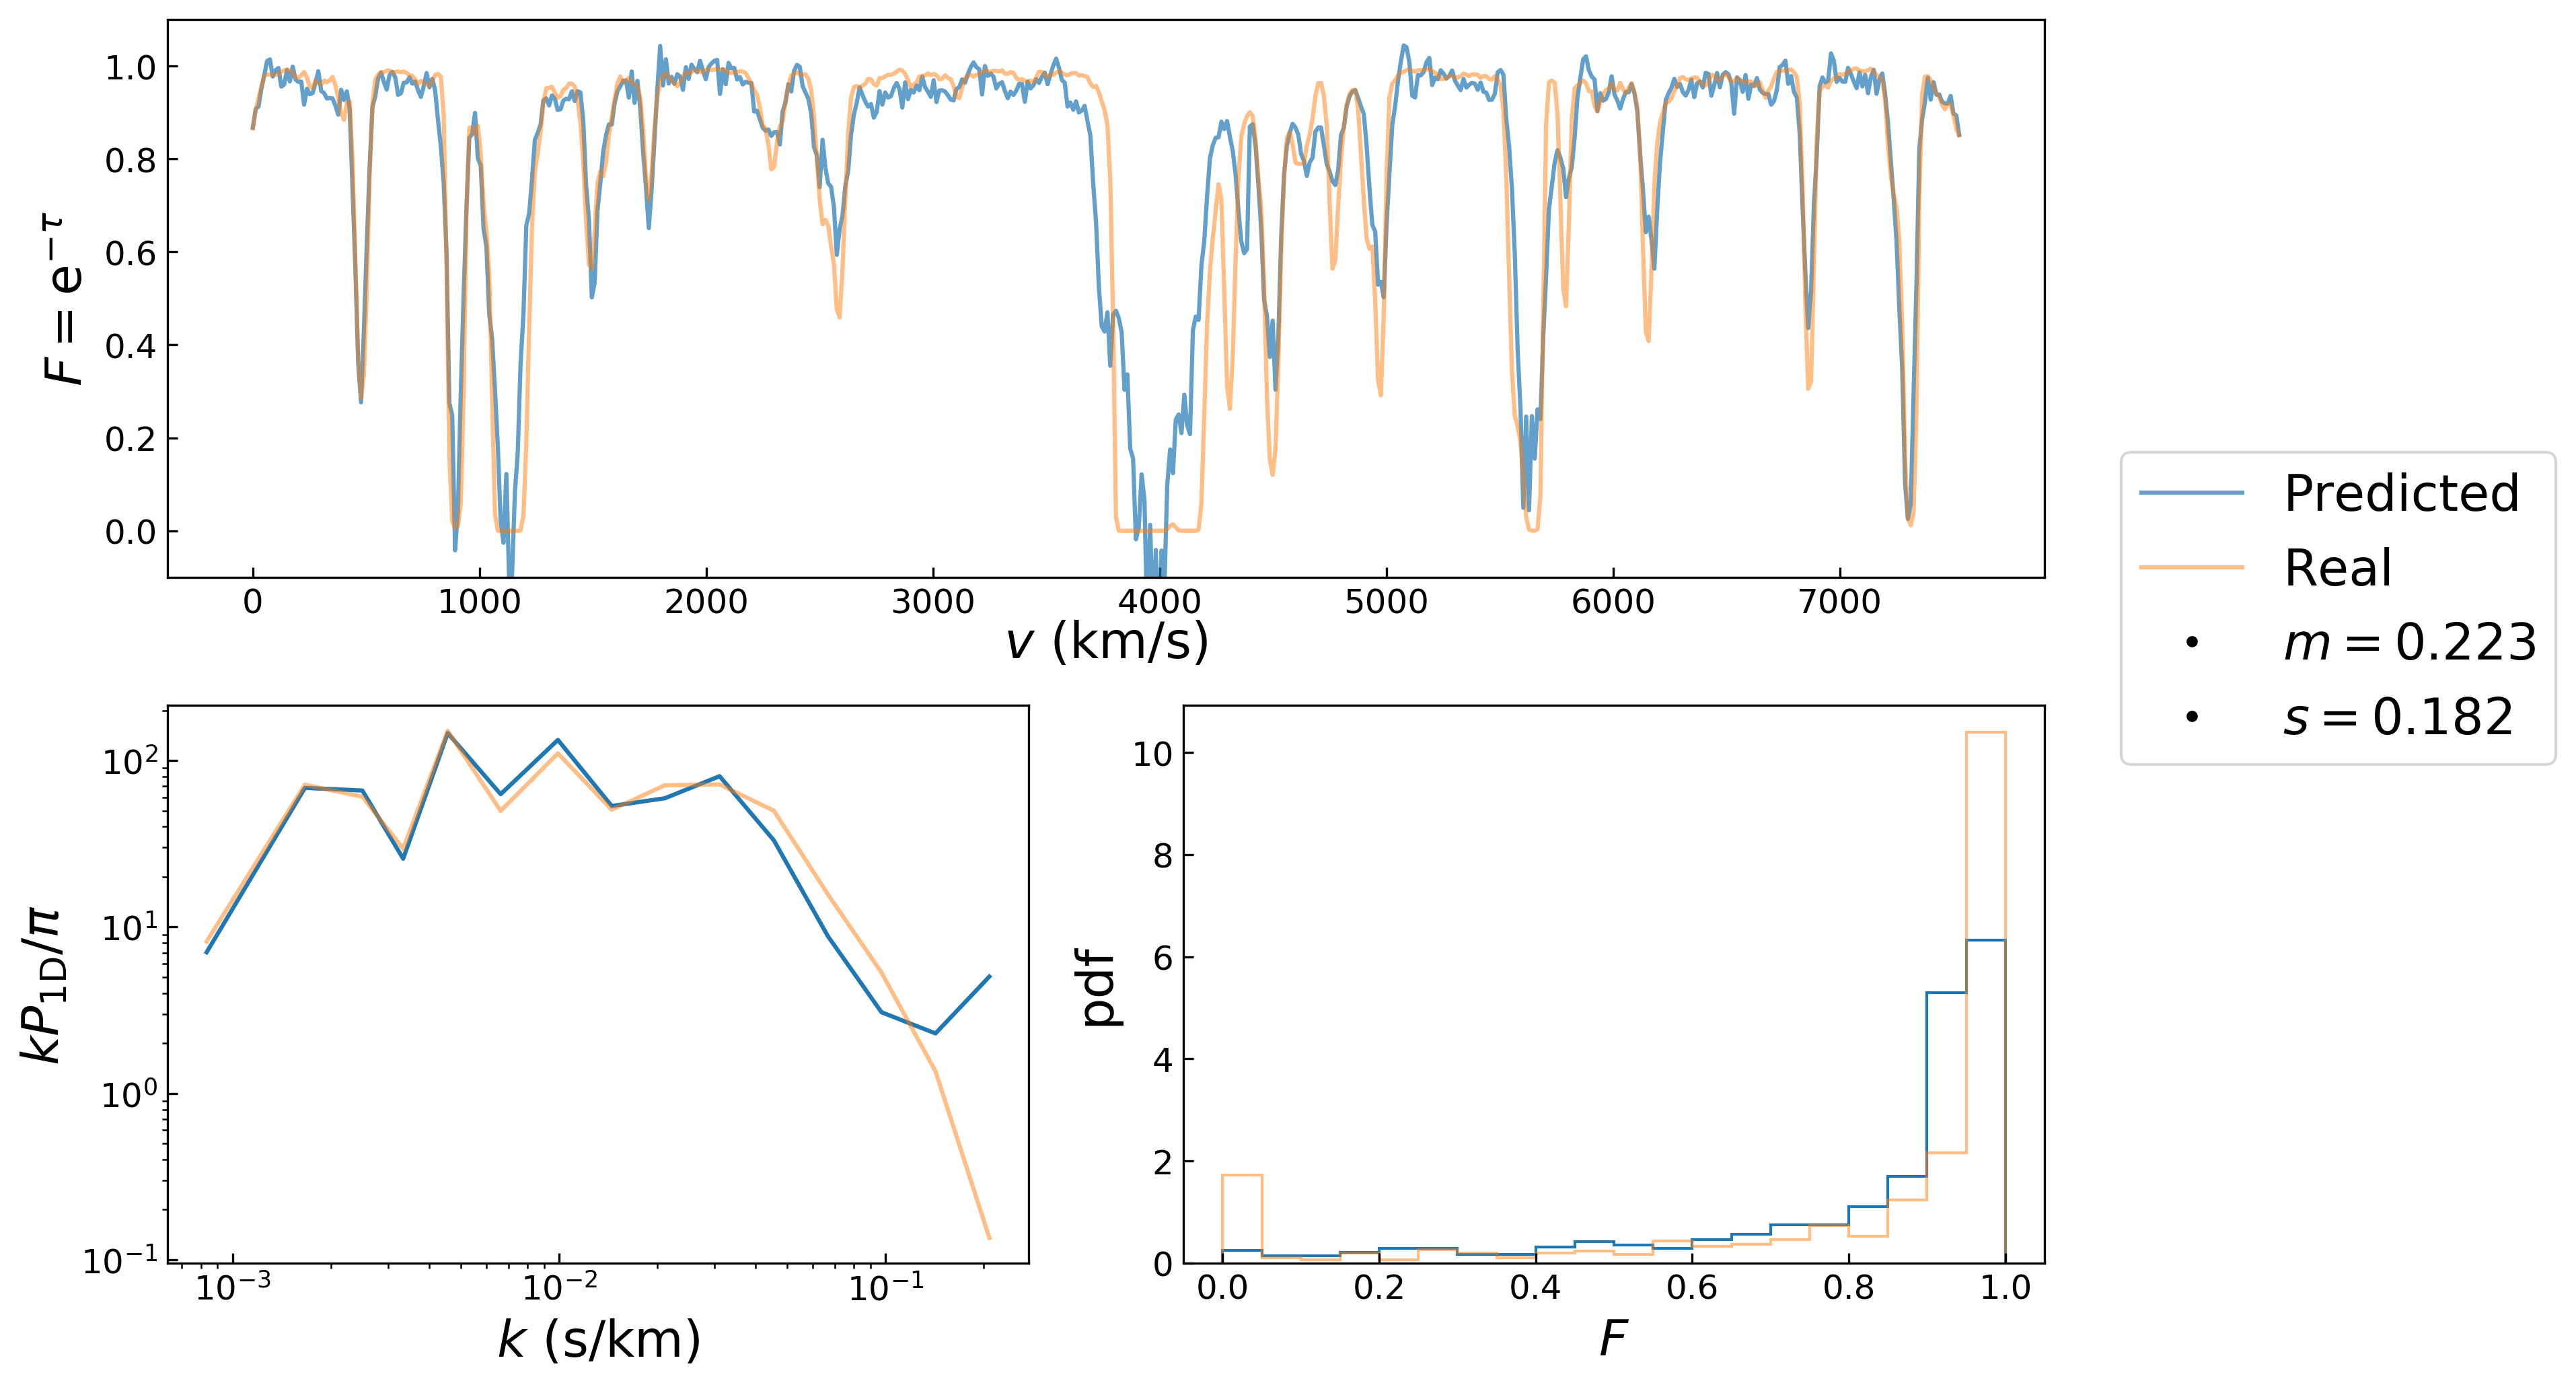 F = e^{-τ}
1.0
0.8
0.6
0.4
0.2
0.0
0 1000 2000 3000 4000 5000 6000 7000
v (km/s)
Predicted
Real
m = 0.223
s = 0.182
kP_{1D}/π
10^2
10^1
10^0
10^{-1}
10^{-3} 10^{-2} 10^{-1}
k (s/km)
pdf
10
8
6
4
2
0
0.0 0.2 0.4 0.6 0.8 1.0
F